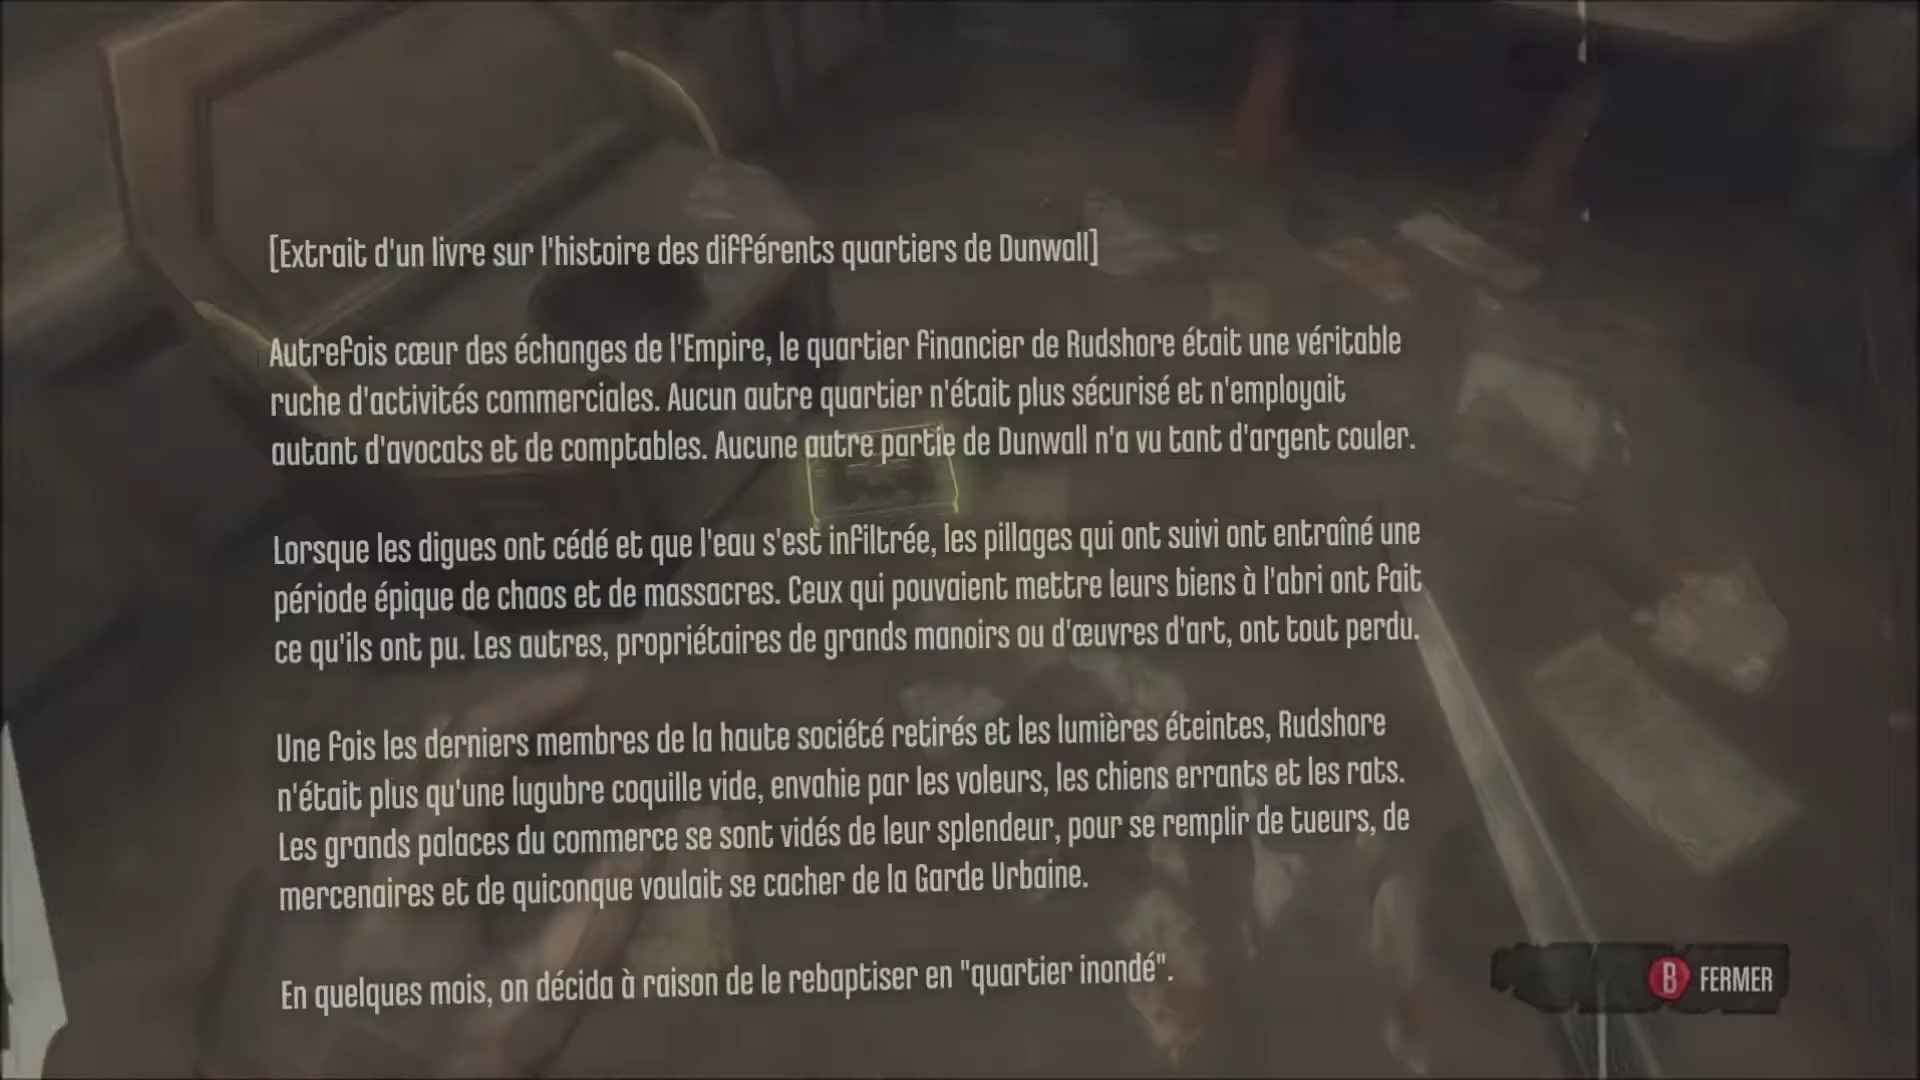 [Extrait d'un livre sur l'histoire des différents quartiers de Dunwall]
Autrefois cœur des échanges de l'Empire, le quartier financier de Rudshore était une véritable
ruche d'activités commerciales. Aucun autre quartier n'était plus sécurisé et n'employait
autant d'avocats et de comptables. Aucune autre partie de Dunwall n'a vu tant d'argent couler.
Lorsque les digues ont cédé et que l'eau s'est infiltrée, les pillages qui ont suivi ont entraîné une
période épique de chaos et de massacres. Ceux qui pouvaient mettre leurs biens à l'abri ont fait
ce qu'ils ont pu. Les autres, propriétaires de grands manoirs ou d'œuvres d'art, ont tout perdu.
Une fois les derniers membres de la haute société retirés et les lumières éteintes, Rudshore
n'était plus qu'une lugubre coquille vide, envahie par les voleurs, les chiens errants et les rats.
Les grands palaces du commerce se sont vidés de leur splendeur, pour se remplir de tueurs, de
mercenaires et de quiconque voulait se cacher de la Garde Urbaine.
En quelques mois, on décida à raison de le rebaptiser en "quartier inondé".
B FERMER